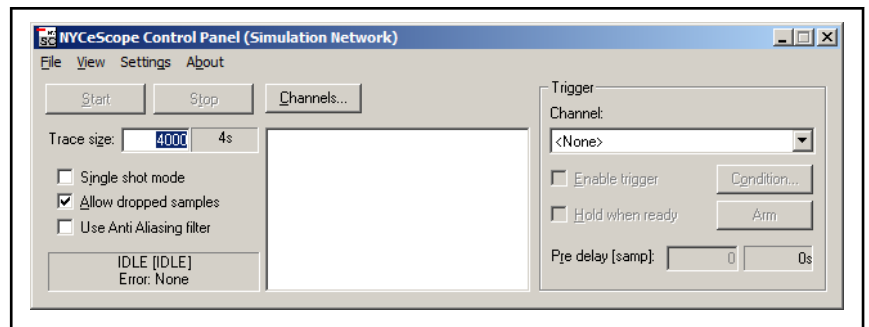 NYCeScope Control Panel (Simulation Network)
File View Settings About
Start Stop Channels...
Trace size: 4000 4s
Single shot mode
Allow dropped samples
Use Anti Aliasing filter
IDLE [IDLE]
Error: None
Trigger
Channel:
<None>
Enable trigger Condition...
Hold when ready Arm
Pre delay [samp]: 0 0s